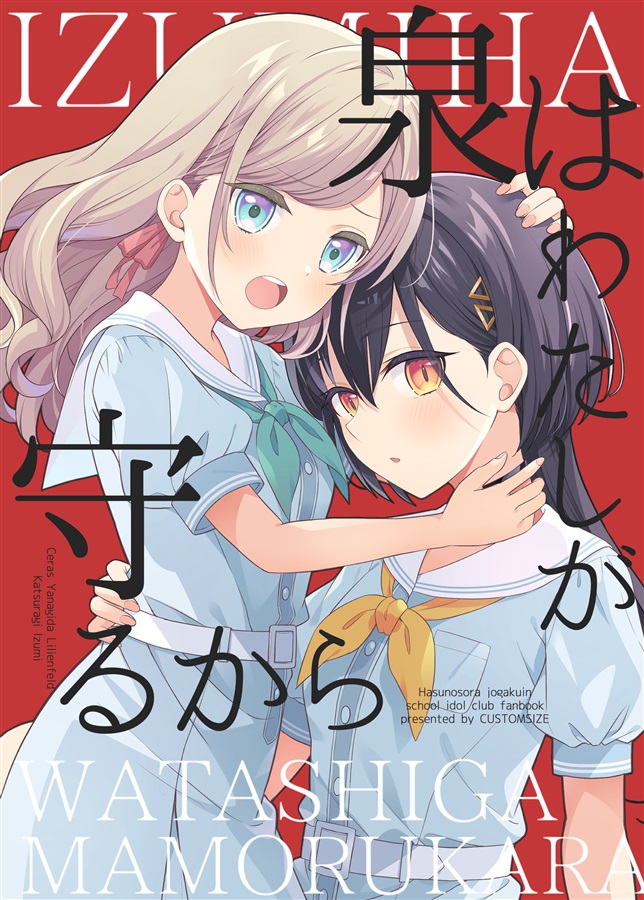 IZUMIHA
泉はわたしが
守るから
Ceras Yanagida Lilienfeld
Katsuragi Izumi
Hasunosora jogakuin
school idol club fanbook
presented by CUSTOMSIZE
WATASHIGA
MAMORUKARA